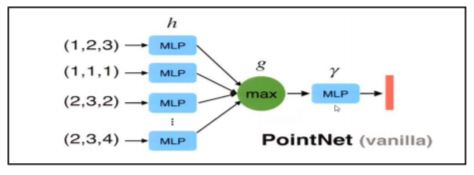 h
(1,2,3) MLP
g
γ
(1,1,1) MLP
max
MLP
(2,3,2) MLP
⋮
(2,3,4) MLP
PointNet (vanilla)